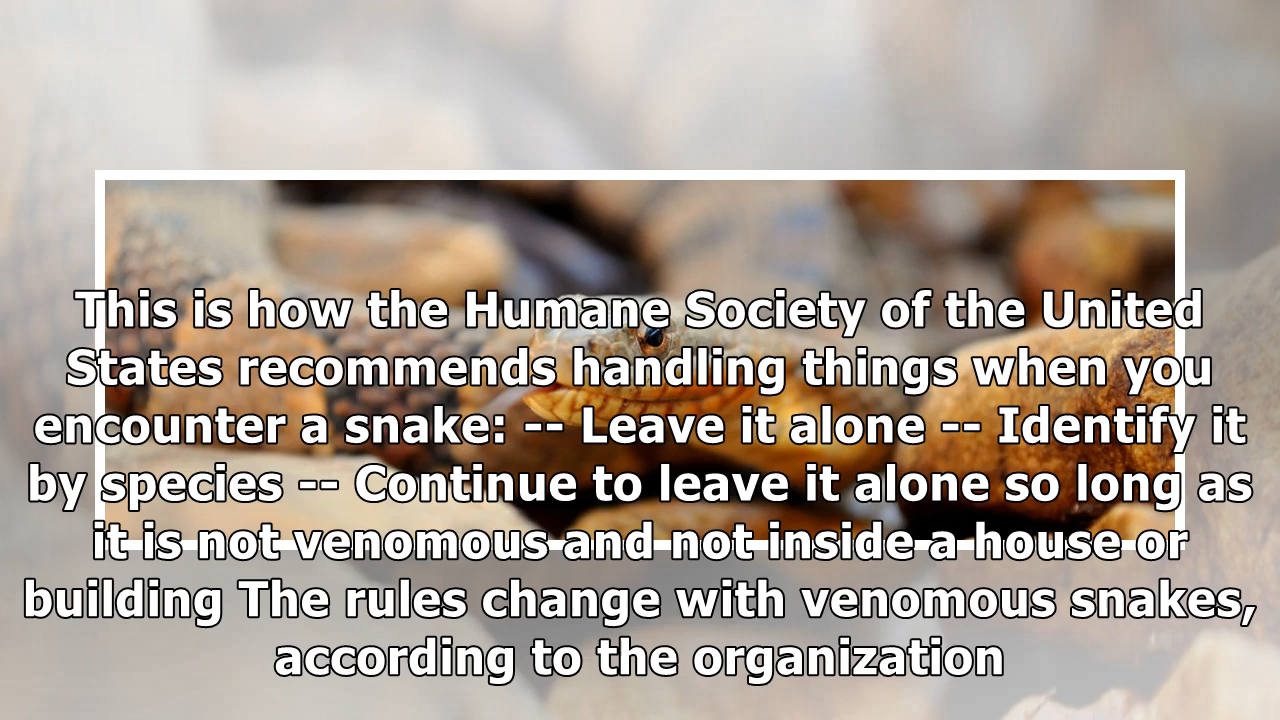 This is how the Humane Society of the United
States recommends handling things when you
encounter a snake: -- Leave it alone -- Identify it
by species -- Continue to leave it alone so long as
it is not venomous and not inside a house or
building The rules change with venomous snakes,
according to the organization